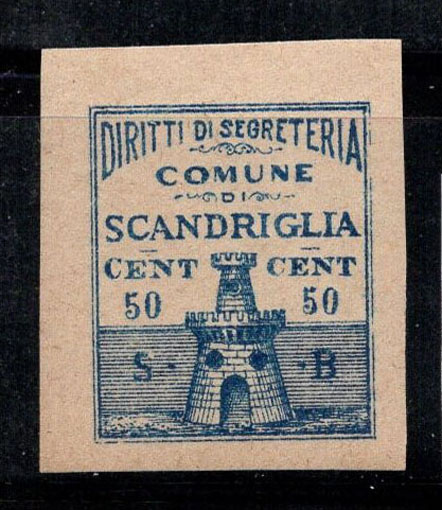 DIRITTI DI SEGRETERIA
COMUNE
DI
SCANDRIGLIA
CENT CENT
50 50
S · · B